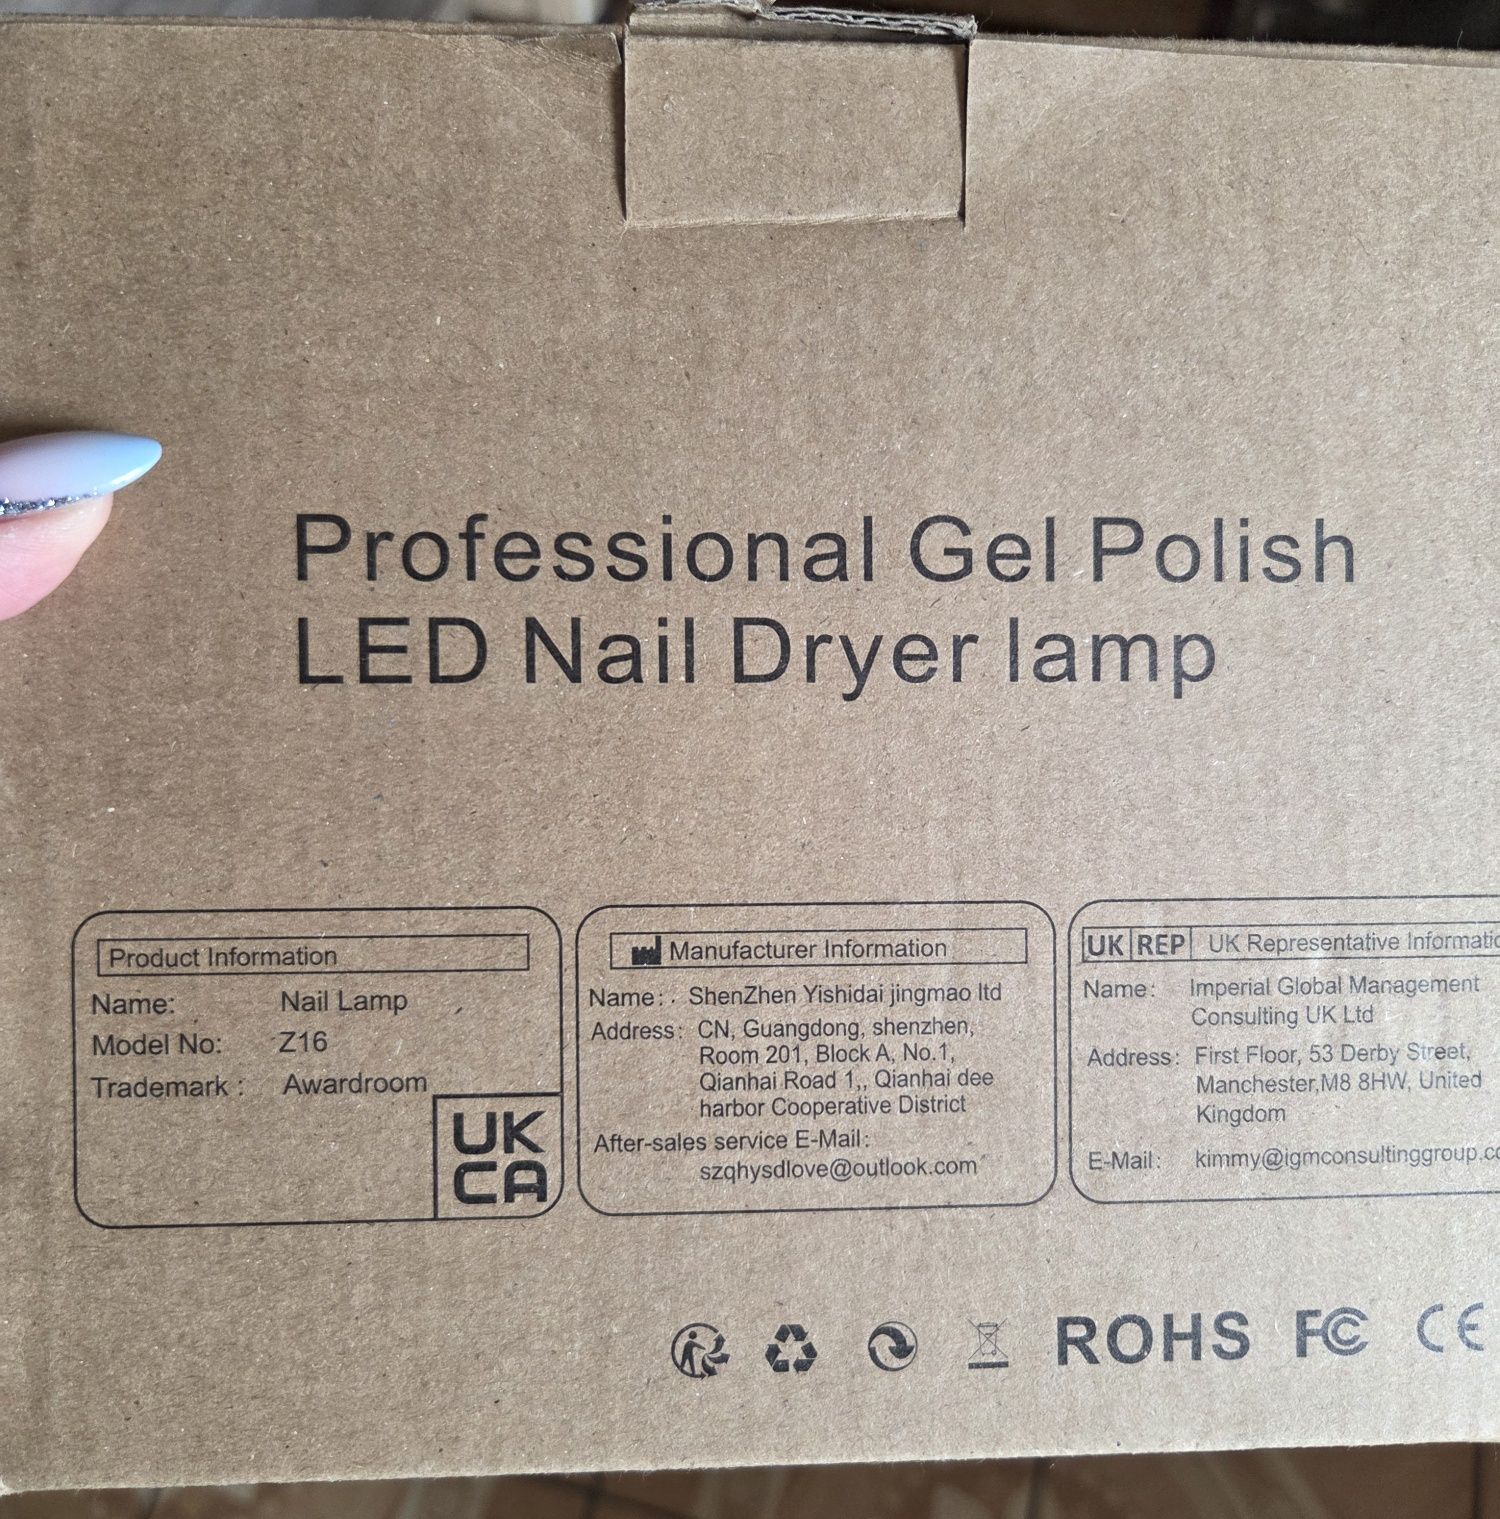 Professional Gel Polish
LED Nail Dryer lamp
Product Information
Name: Nail Lamp
Model No: Z16
Trademark : Awardroom
UK
CA
Manufacturer Information
Name: . ShenZhen Yishidai jingmao ltd
Address: CN, Guangdong, shenzhen,
Room 201, Block A, No.1,
Qianhai Road 1,, Qianhai dee
harbor Cooperative District
After-sales service E-Mail:
szqhysdlove@outlook.com
UK REP UK Representative Informatio
Name: Imperial Global Management
Consulting UK Ltd
Address: First Floor, 53 Derby Street,
Manchester,M8 8HW, United
Kingdom
E-Mail: kimmy@igmconsultinggroup.co
ROHS FC CE